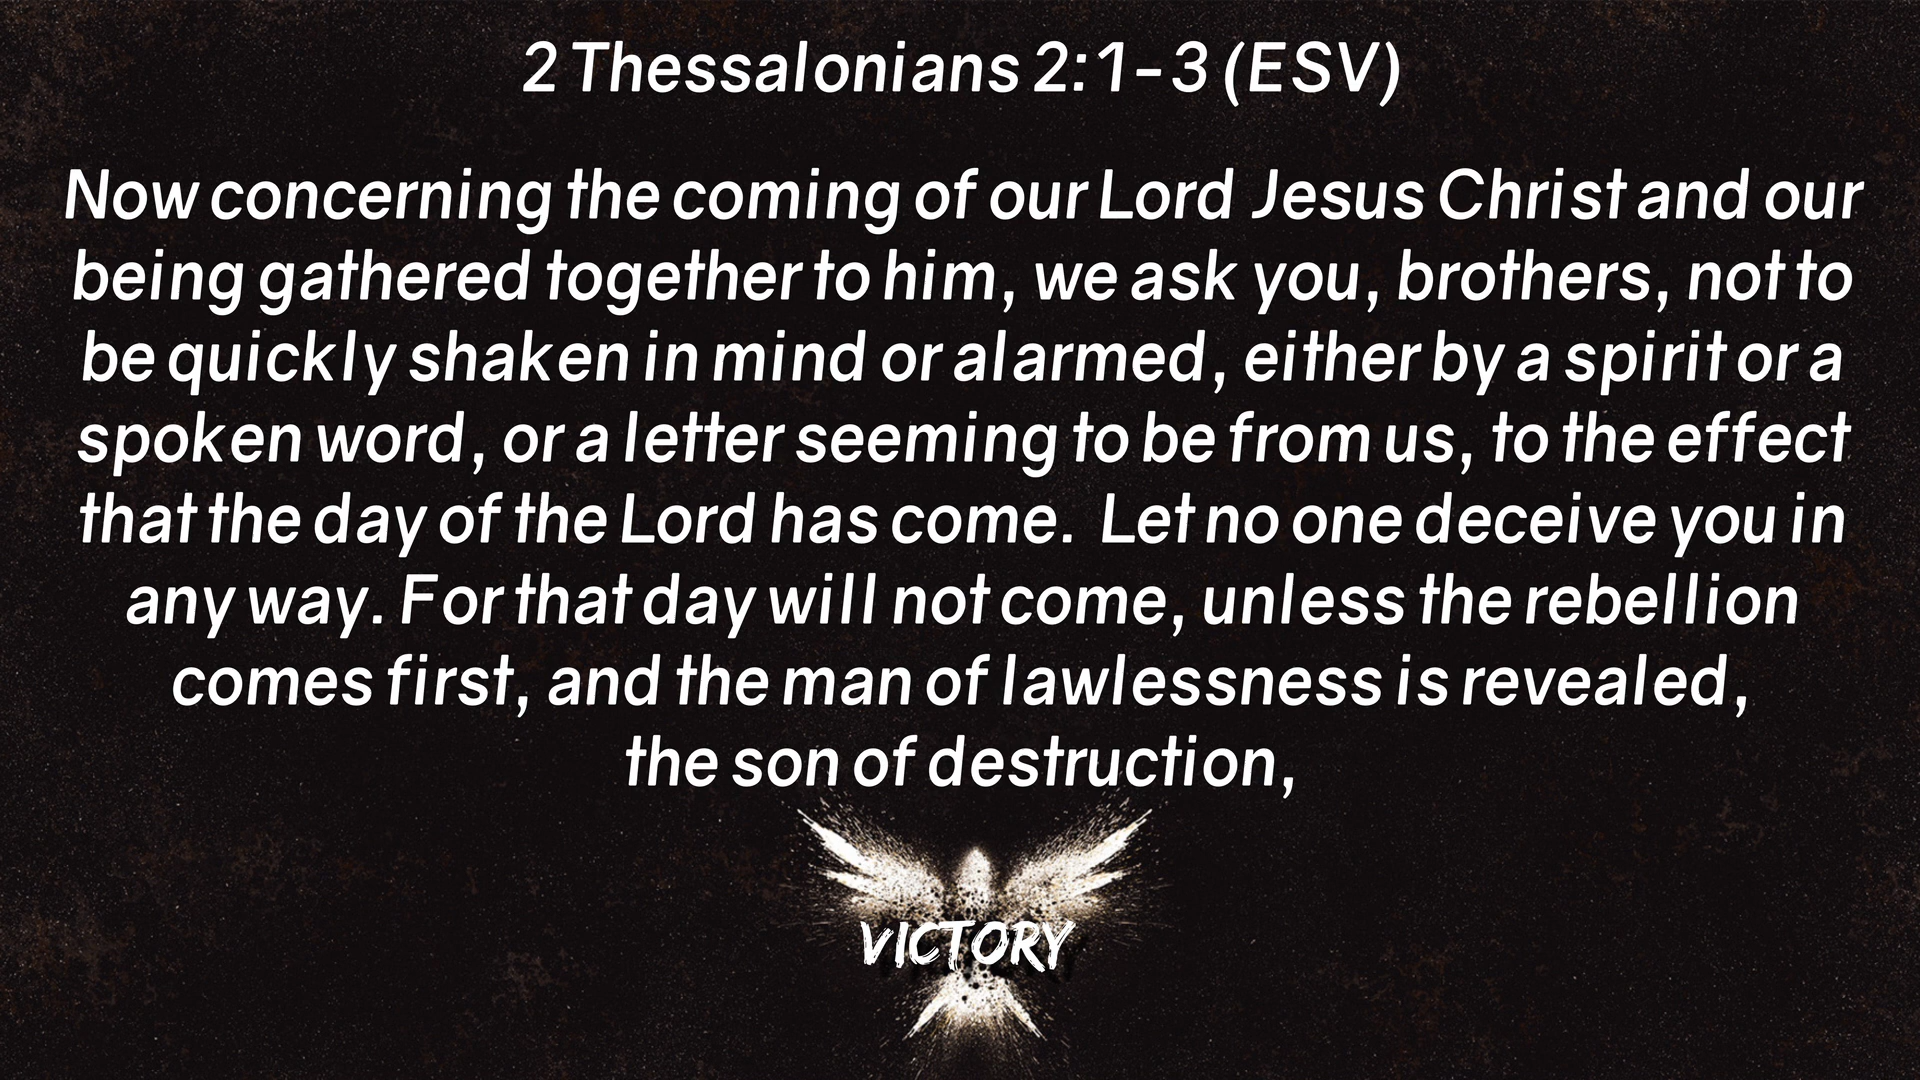 2 Thessalonians 2:1-3 (ESV)
Now concerning the coming of our Lord Jesus Christ and our
being gathered together to him, we ask you, brothers, not to
be quickly shaken in mind or alarmed, either by a spirit or a
spoken word, or a letter seeming to be from us, to the effect
that the day of the Lord has come. Let no one deceive you in
any way. For that day will not come, unless the rebellion
comes first, and the man of lawlessness is revealed,
the son of destruction,
VICTORY